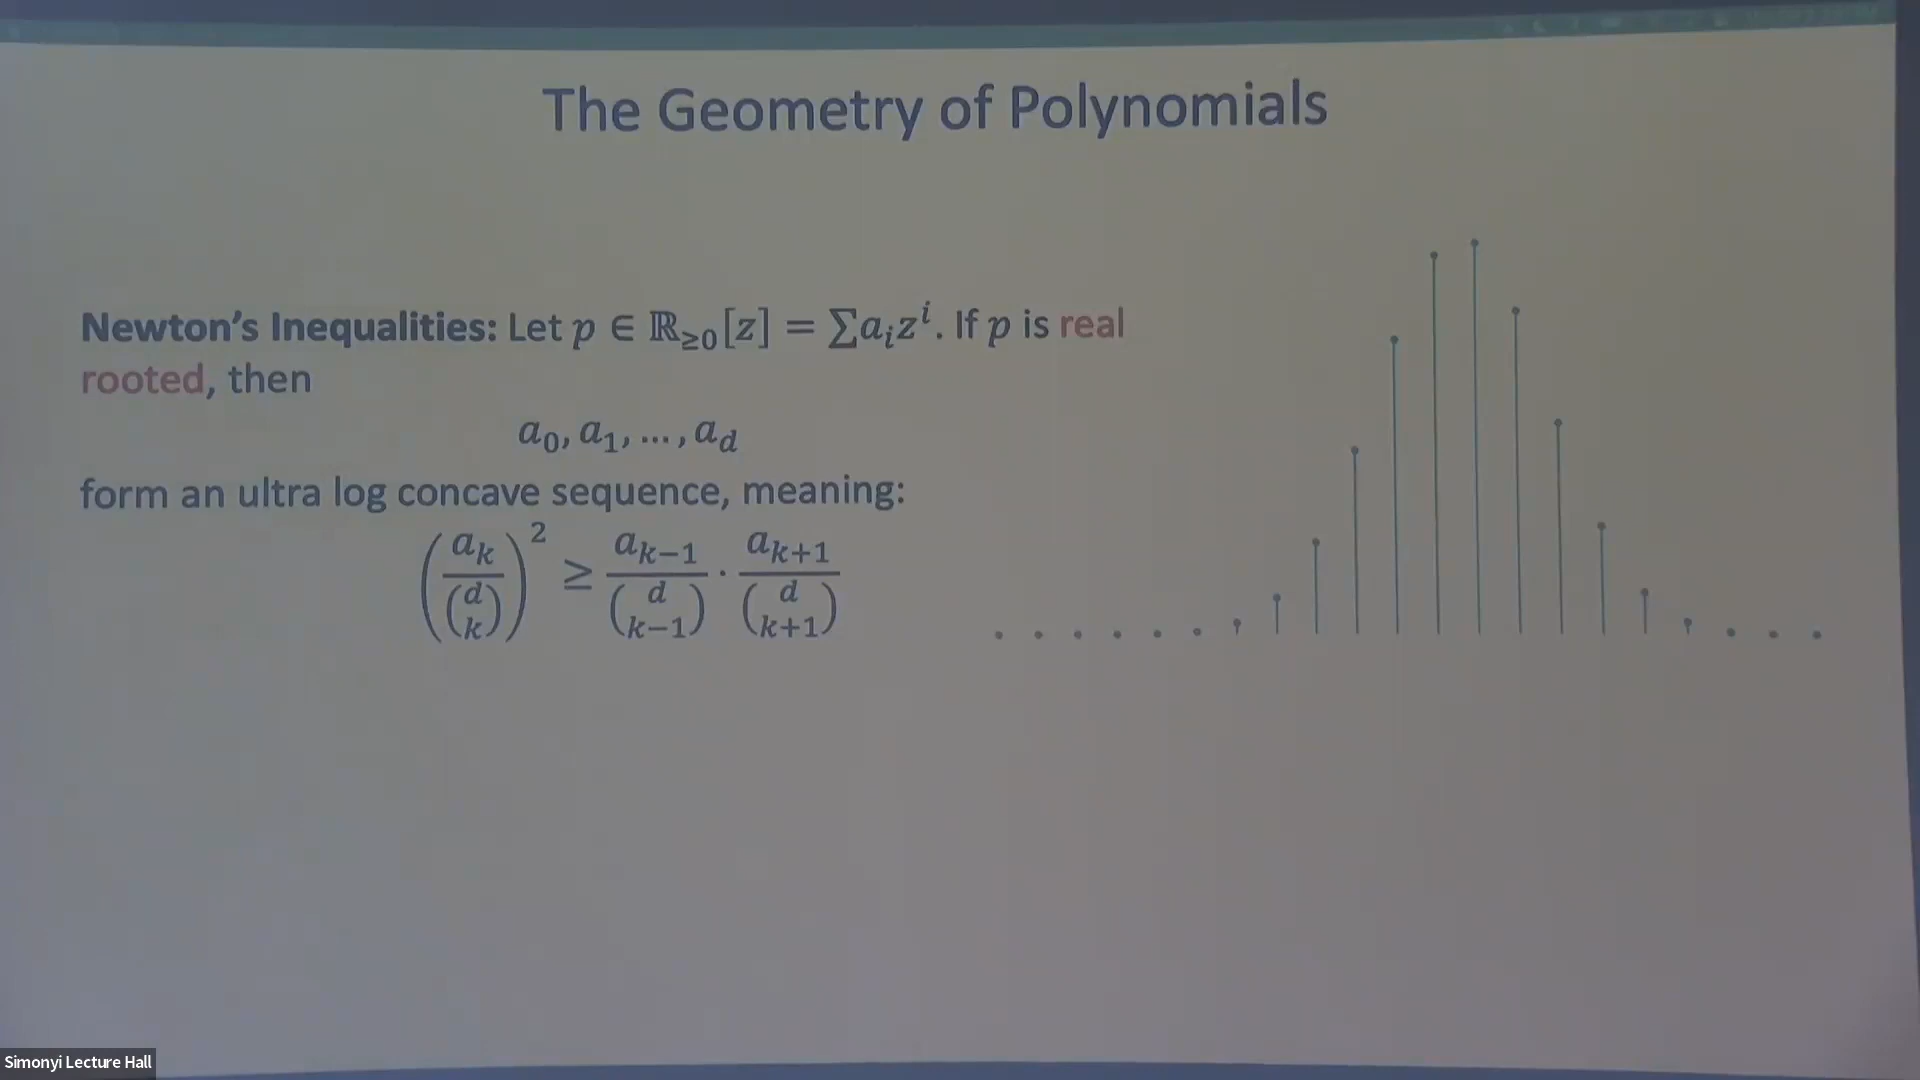 The Geometry of Polynomials
Newton's Inequalities: Let p ∈ ℝ≥0[z] = ∑aᵢzⁱ. If p is real
rooted, then
a₀, a₁, … , a_d
form an ultra log concave sequence, meaning:
(a_k / (d k))² ≥ a_{k−1} / (d k−1) · a_{k+1} / (d k+1)
Simonyi Lecture Hall